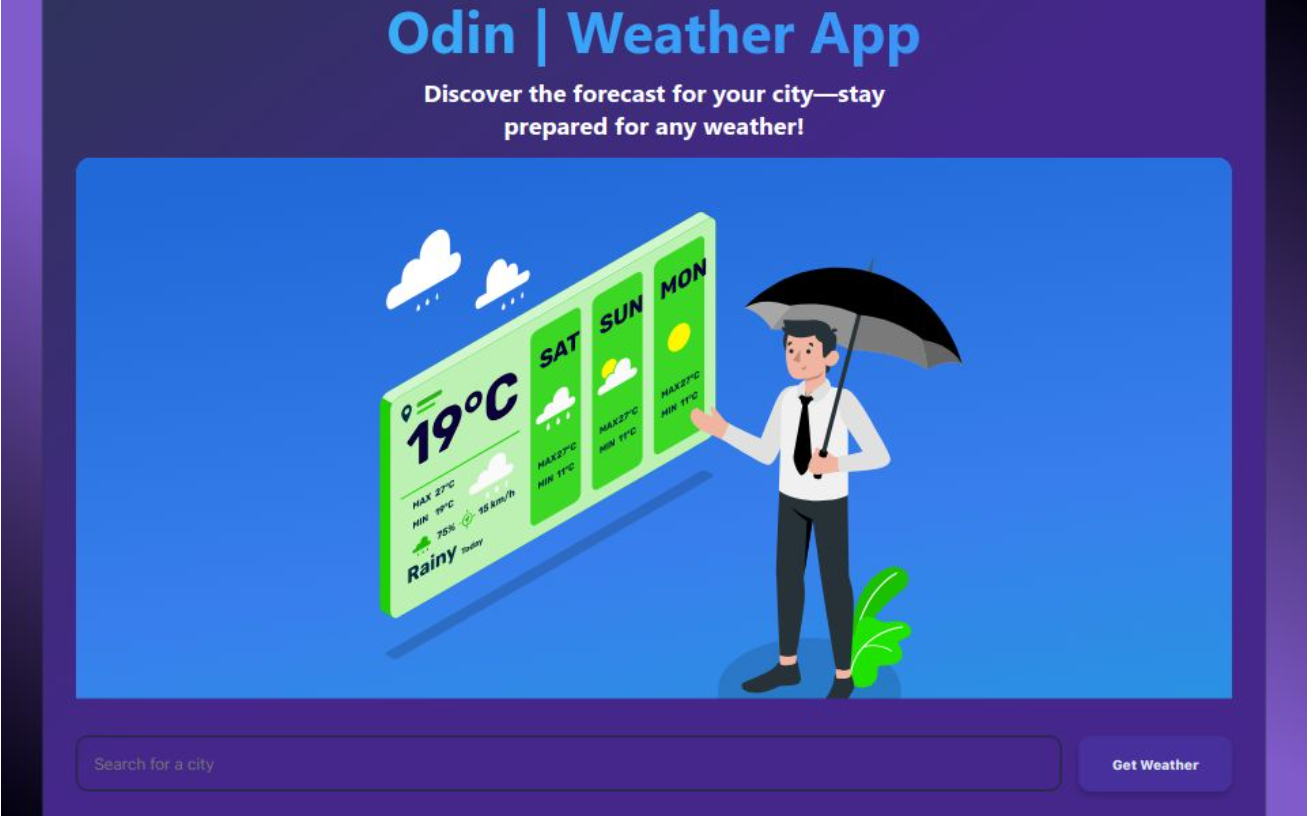 Odin | Weather App
Discover the forecast for your city—stay
prepared for any weather!
19°C
MAX 27°C
MIN 19°C
75% 15 km/h
Rainy Today
SAT
MAX27°C
MIN 11°C
SUN
MAX27°C
MIN 11°C
MON
MAX27°C
MIN 11°C
Search for a city
Get Weather